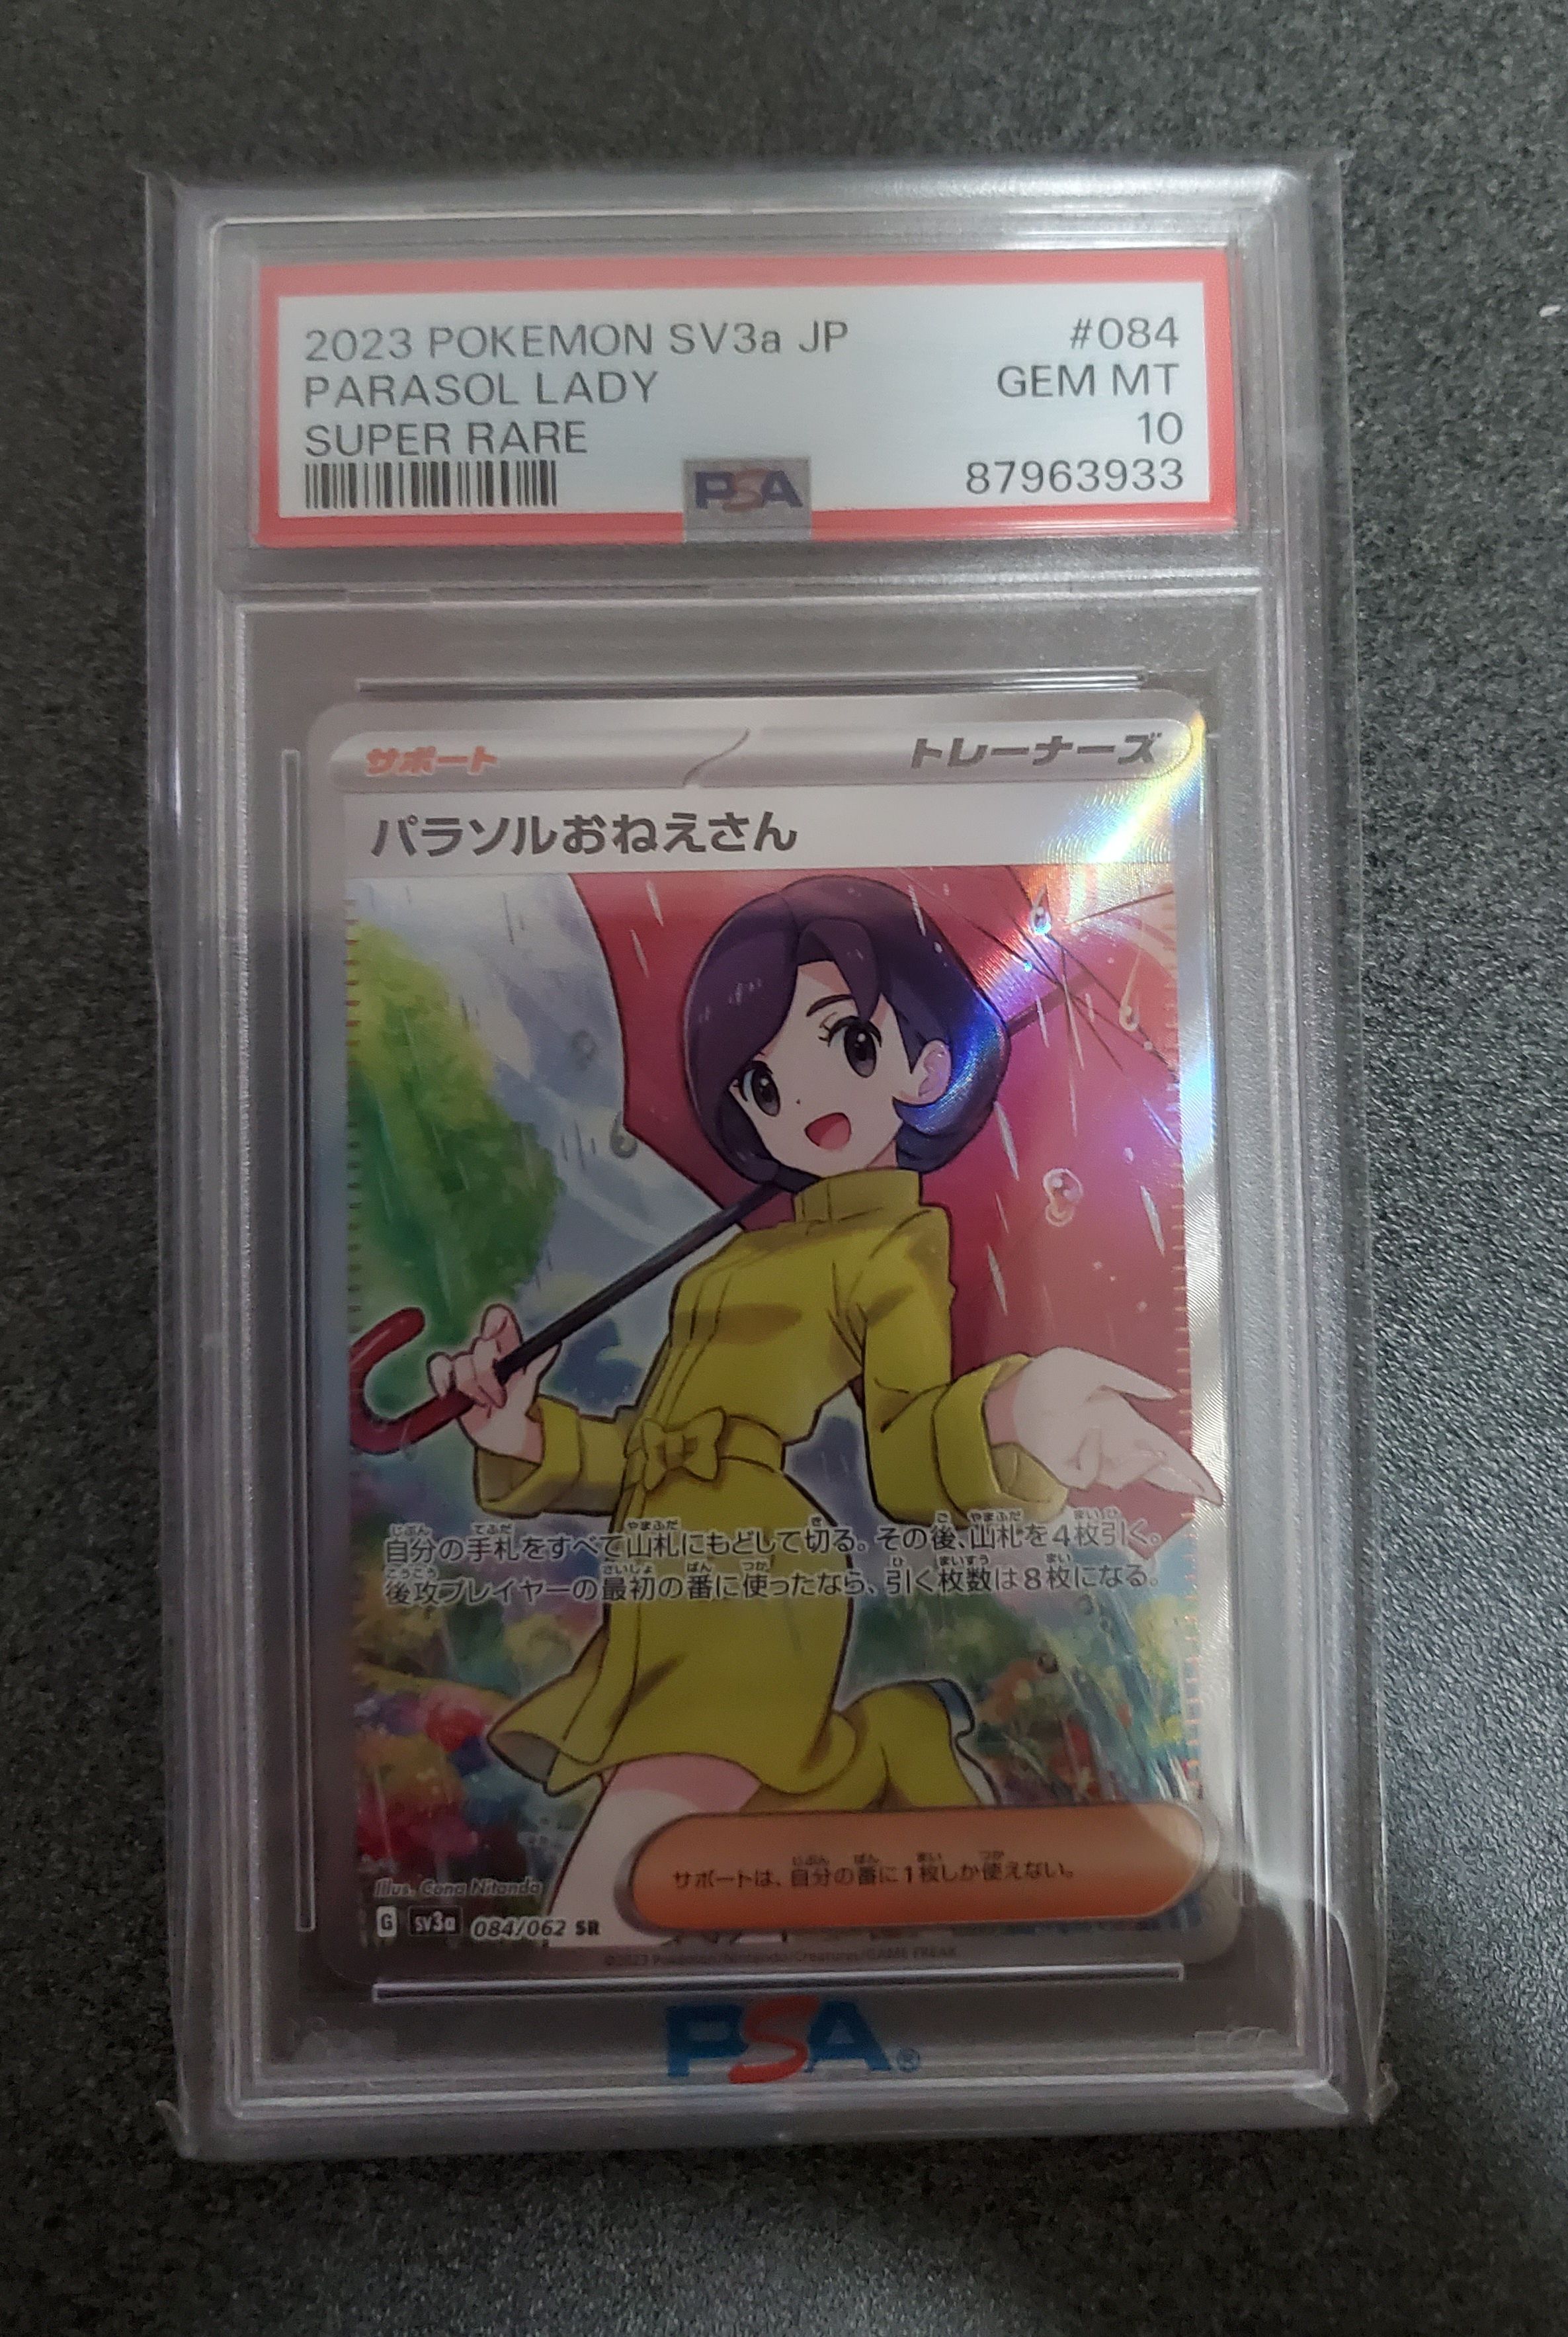 2023 POKEMON SV3a JP #084
PARASOL LADY GEM MT
SUPER RARE 10
PSA 87963933
サポート トレーナーズ
パラソルおねえさん
自分の手札をすべて山札にもどして切る。その後、山札を4枚引く。
後攻プレイヤーの最初の番に使ったなら、引く枚数は8枚になる。
サポートは、自分の番に1枚しか使えない。
Illus. Cona Nitanda
G SV3a 084/062 SR
©2023 Pokémon/Nintendo/Creatures/GAME FREAK
PSA®